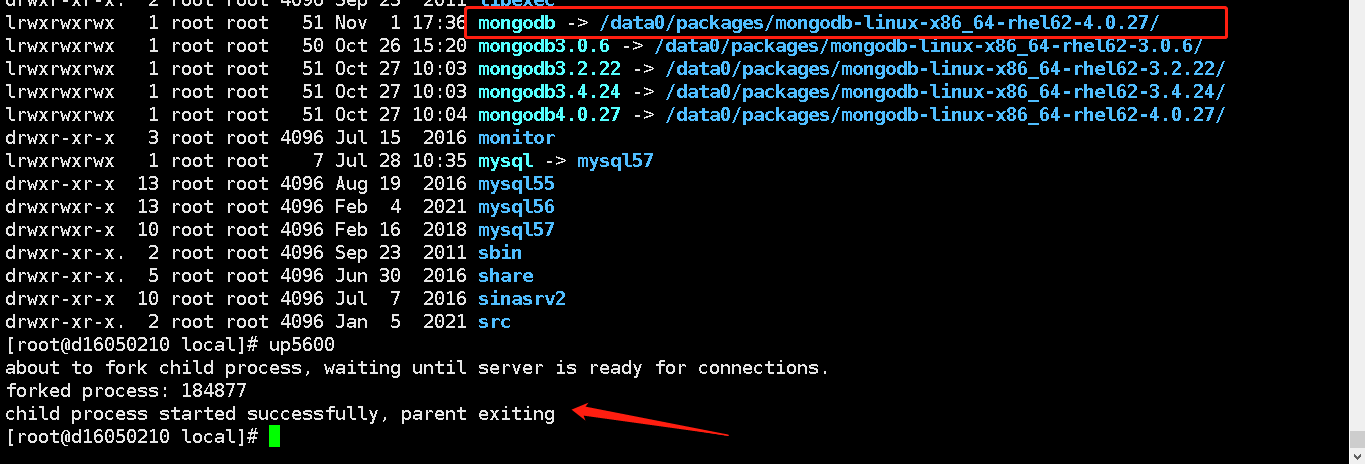 drwxr-xr-x. 2 root root 4096 Sep 23 2011 libexec
lrwxrwxrwx 1 root root 51 Nov 1 17:36 mongodb -> /data0/packages/mongodb-linux-x86_64-rhel62-4.0.27/
lrwxrwxrwx 1 root root 50 Oct 26 15:20 mongodb3.0.6 -> /data0/packages/mongodb-linux-x86_64-rhel62-3.0.6/
lrwxrwxrwx 1 root root 51 Oct 27 10:03 mongodb3.2.22 -> /data0/packages/mongodb-linux-x86_64-rhel62-3.2.22/
lrwxrwxrwx 1 root root 51 Oct 27 10:03 mongodb3.4.24 -> /data0/packages/mongodb-linux-x86_64-rhel62-3.4.24/
lrwxrwxrwx 1 root root 51 Oct 27 10:04 mongodb4.0.27 -> /data0/packages/mongodb-linux-x86_64-rhel62-4.0.27/
drwxr-xr-x 3 root root 4096 Jul 15 2016 monitor
lrwxrwxrwx 1 root root 7 Jul 28 10:35 mysql -> mysql57
drwxr-xr-x 13 root root 4096 Aug 19 2016 mysql55
drwxrwxr-x 13 root root 4096 Feb 4 2021 mysql56
drwxrwxr-x 10 root root 4096 Feb 16 2018 mysql57
drwxr-xr-x. 2 root root 4096 Sep 23 2011 sbin
drwxr-xr-x. 5 root root 4096 Jun 30 2016 share
drwxr-xr-x 10 root root 4096 Jul 7 2016 sinasrv2
drwxr-xr-x. 2 root root 4096 Jan 5 2021 src
[root@d16050210 local]# up5600
about to fork child process, waiting until server is ready for connections.
forked process: 184877
child process started successfully, parent exiting
[root@d16050210 local]#